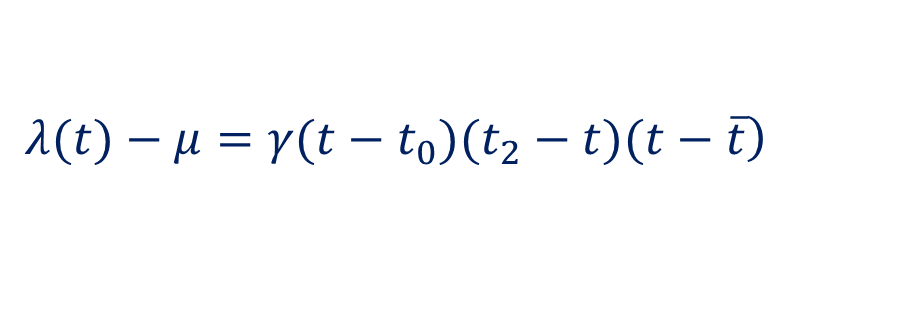 λ(t) − μ = γ(t − t₀)(t₂ − t)(t − t̅)